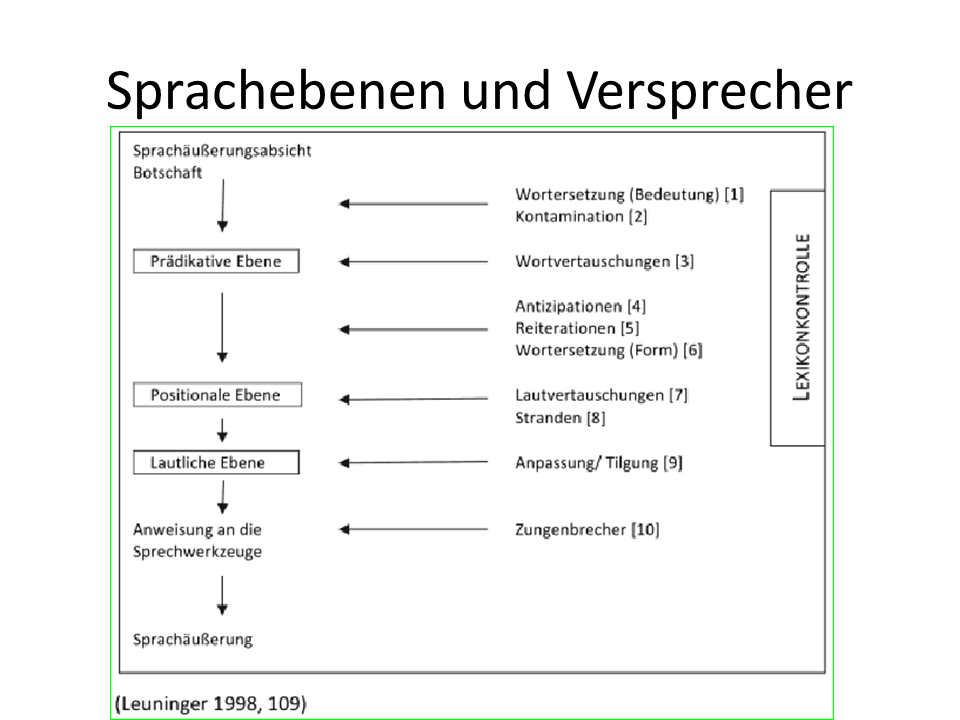 Sprachebenen und Versprecher
Sprachäußerungsabsicht
Botschaft
Wortersetzung (Bedeutung) [1]
Kontamination [2]
Prädikative Ebene
Wortvertauschungen [3]
Antizipationen [4]
Reiterationen [5]
Wortersetzung (Form) [6]
Positionale Ebene
Lautvertauschungen [7]
Stranden [8]
Lautliche Ebene
Anpassung/ Tilgung [9]
Anweisung an die
Sprechwerkzeuge
Zungenbrecher [10]
Sprachäußerung
LEXIKONKONTROLLE
(Leuninger 1998, 109)